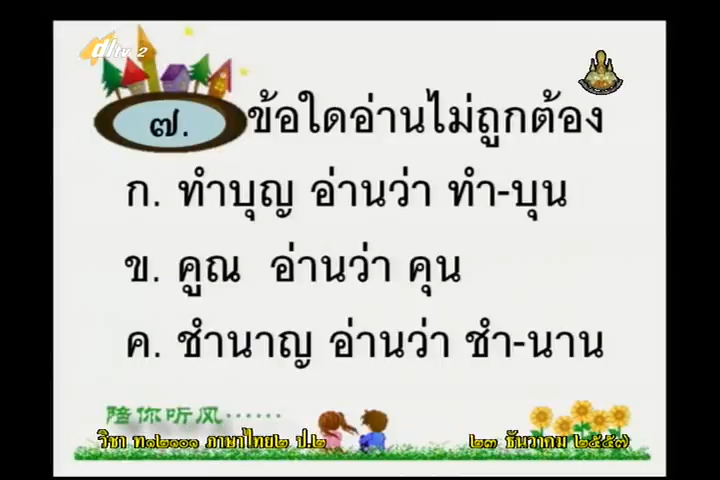 dltv 2
๗. ข้อใดอ่านไม่ถูกต้อง
ก. ทำบุญ อ่านว่า ทำ-บุน
ข. คูณ อ่านว่า คุน
ค. ชำนาญ อ่านว่า ชำ-นาน
陪你听风······
วิชา ท๑๒๑๐๑ ภาษาไทย๒ ป.๒ ๒๓ ธันวาคม ๒๕๕๗